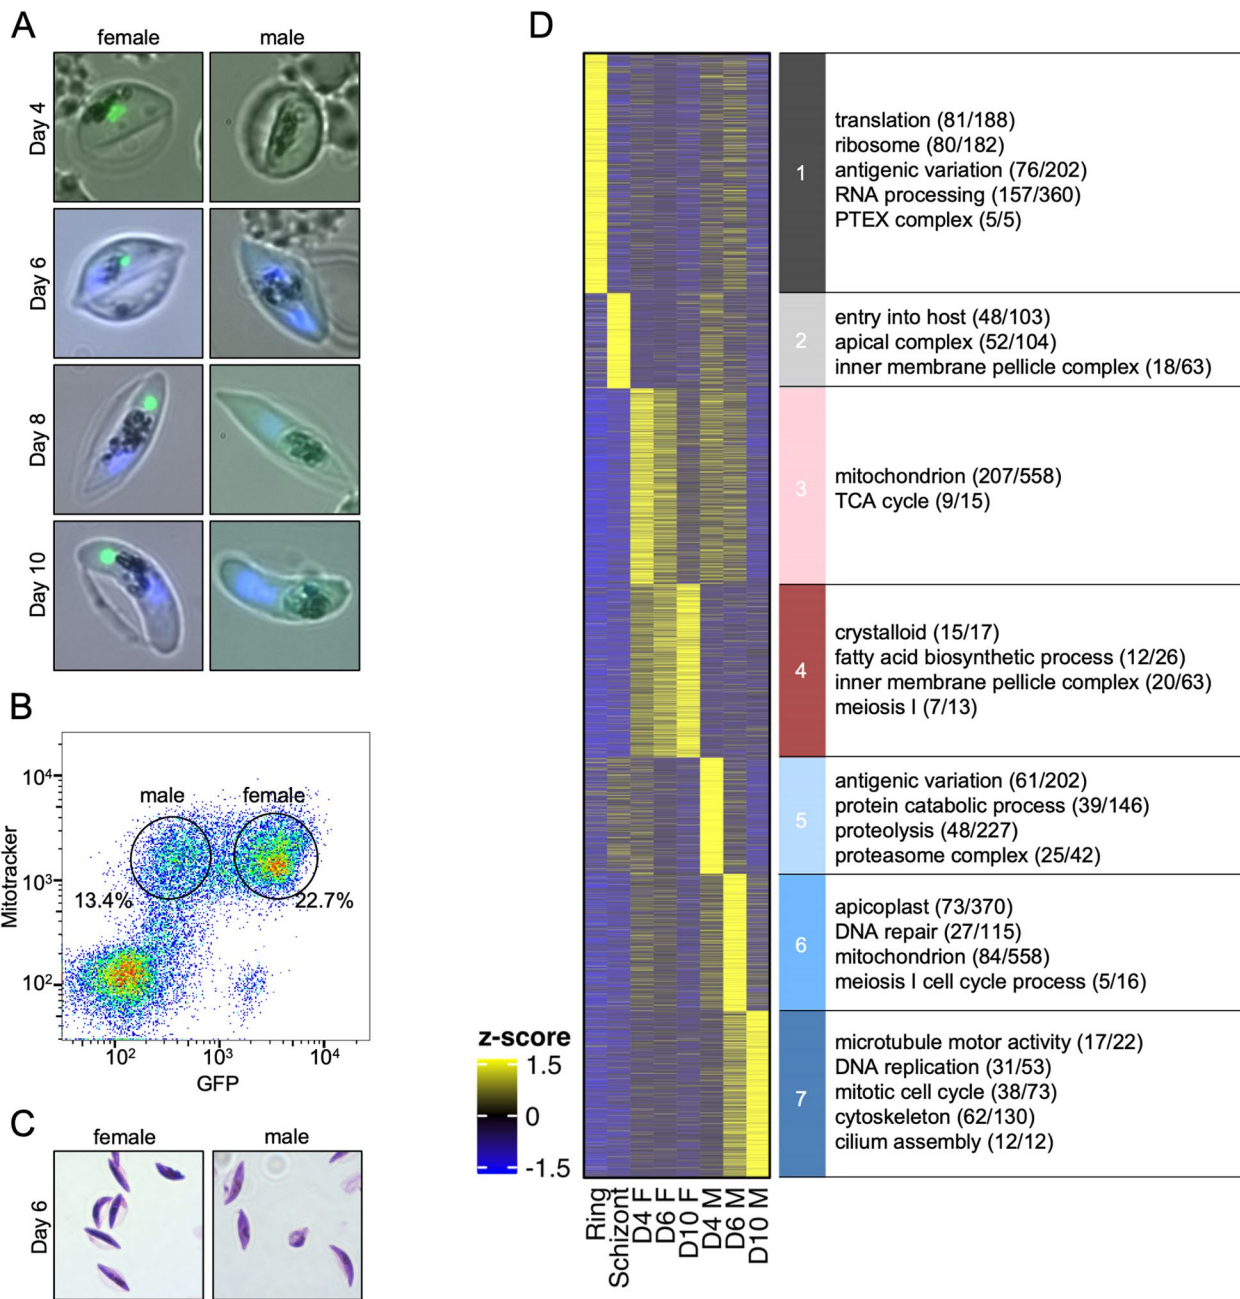 A
female
male
Day 4
Day 6
Day 8
Day 10
B
10⁴
10³
10²
male
female
13.4%
22.7%
Mitotracker
10²
10³
10⁴
GFP
C
female
male
Day 6
D
1
translation (81/188)
ribosome (80/182)
antigenic variation (76/202)
RNA processing (157/360)
PTEX complex (5/5)
2
entry into host (48/103)
apical complex (52/104)
inner membrane pellicle complex (18/63)
3
mitochondrion (207/558)
TCA cycle (9/15)
4
crystalloid (15/17)
fatty acid biosynthetic process (12/26)
inner membrane pellicle complex (20/63)
meiosis I (7/13)
5
antigenic variation (61/202)
protein catabolic process (39/146)
proteolysis (48/227)
proteasome complex (25/42)
6
apicoplast (73/370)
DNA repair (27/115)
mitochondrion (84/558)
meiosis I cell cycle process (5/16)
7
microtubule motor activity (17/22)
DNA replication (31/53)
mitotic cell cycle (38/73)
cytoskeleton (62/130)
cilium assembly (12/12)
z-score
1.5
0
-1.5
Ring
Schizont
D4 F
D6 F
D10 F
D4 M
D6 M
D10 M